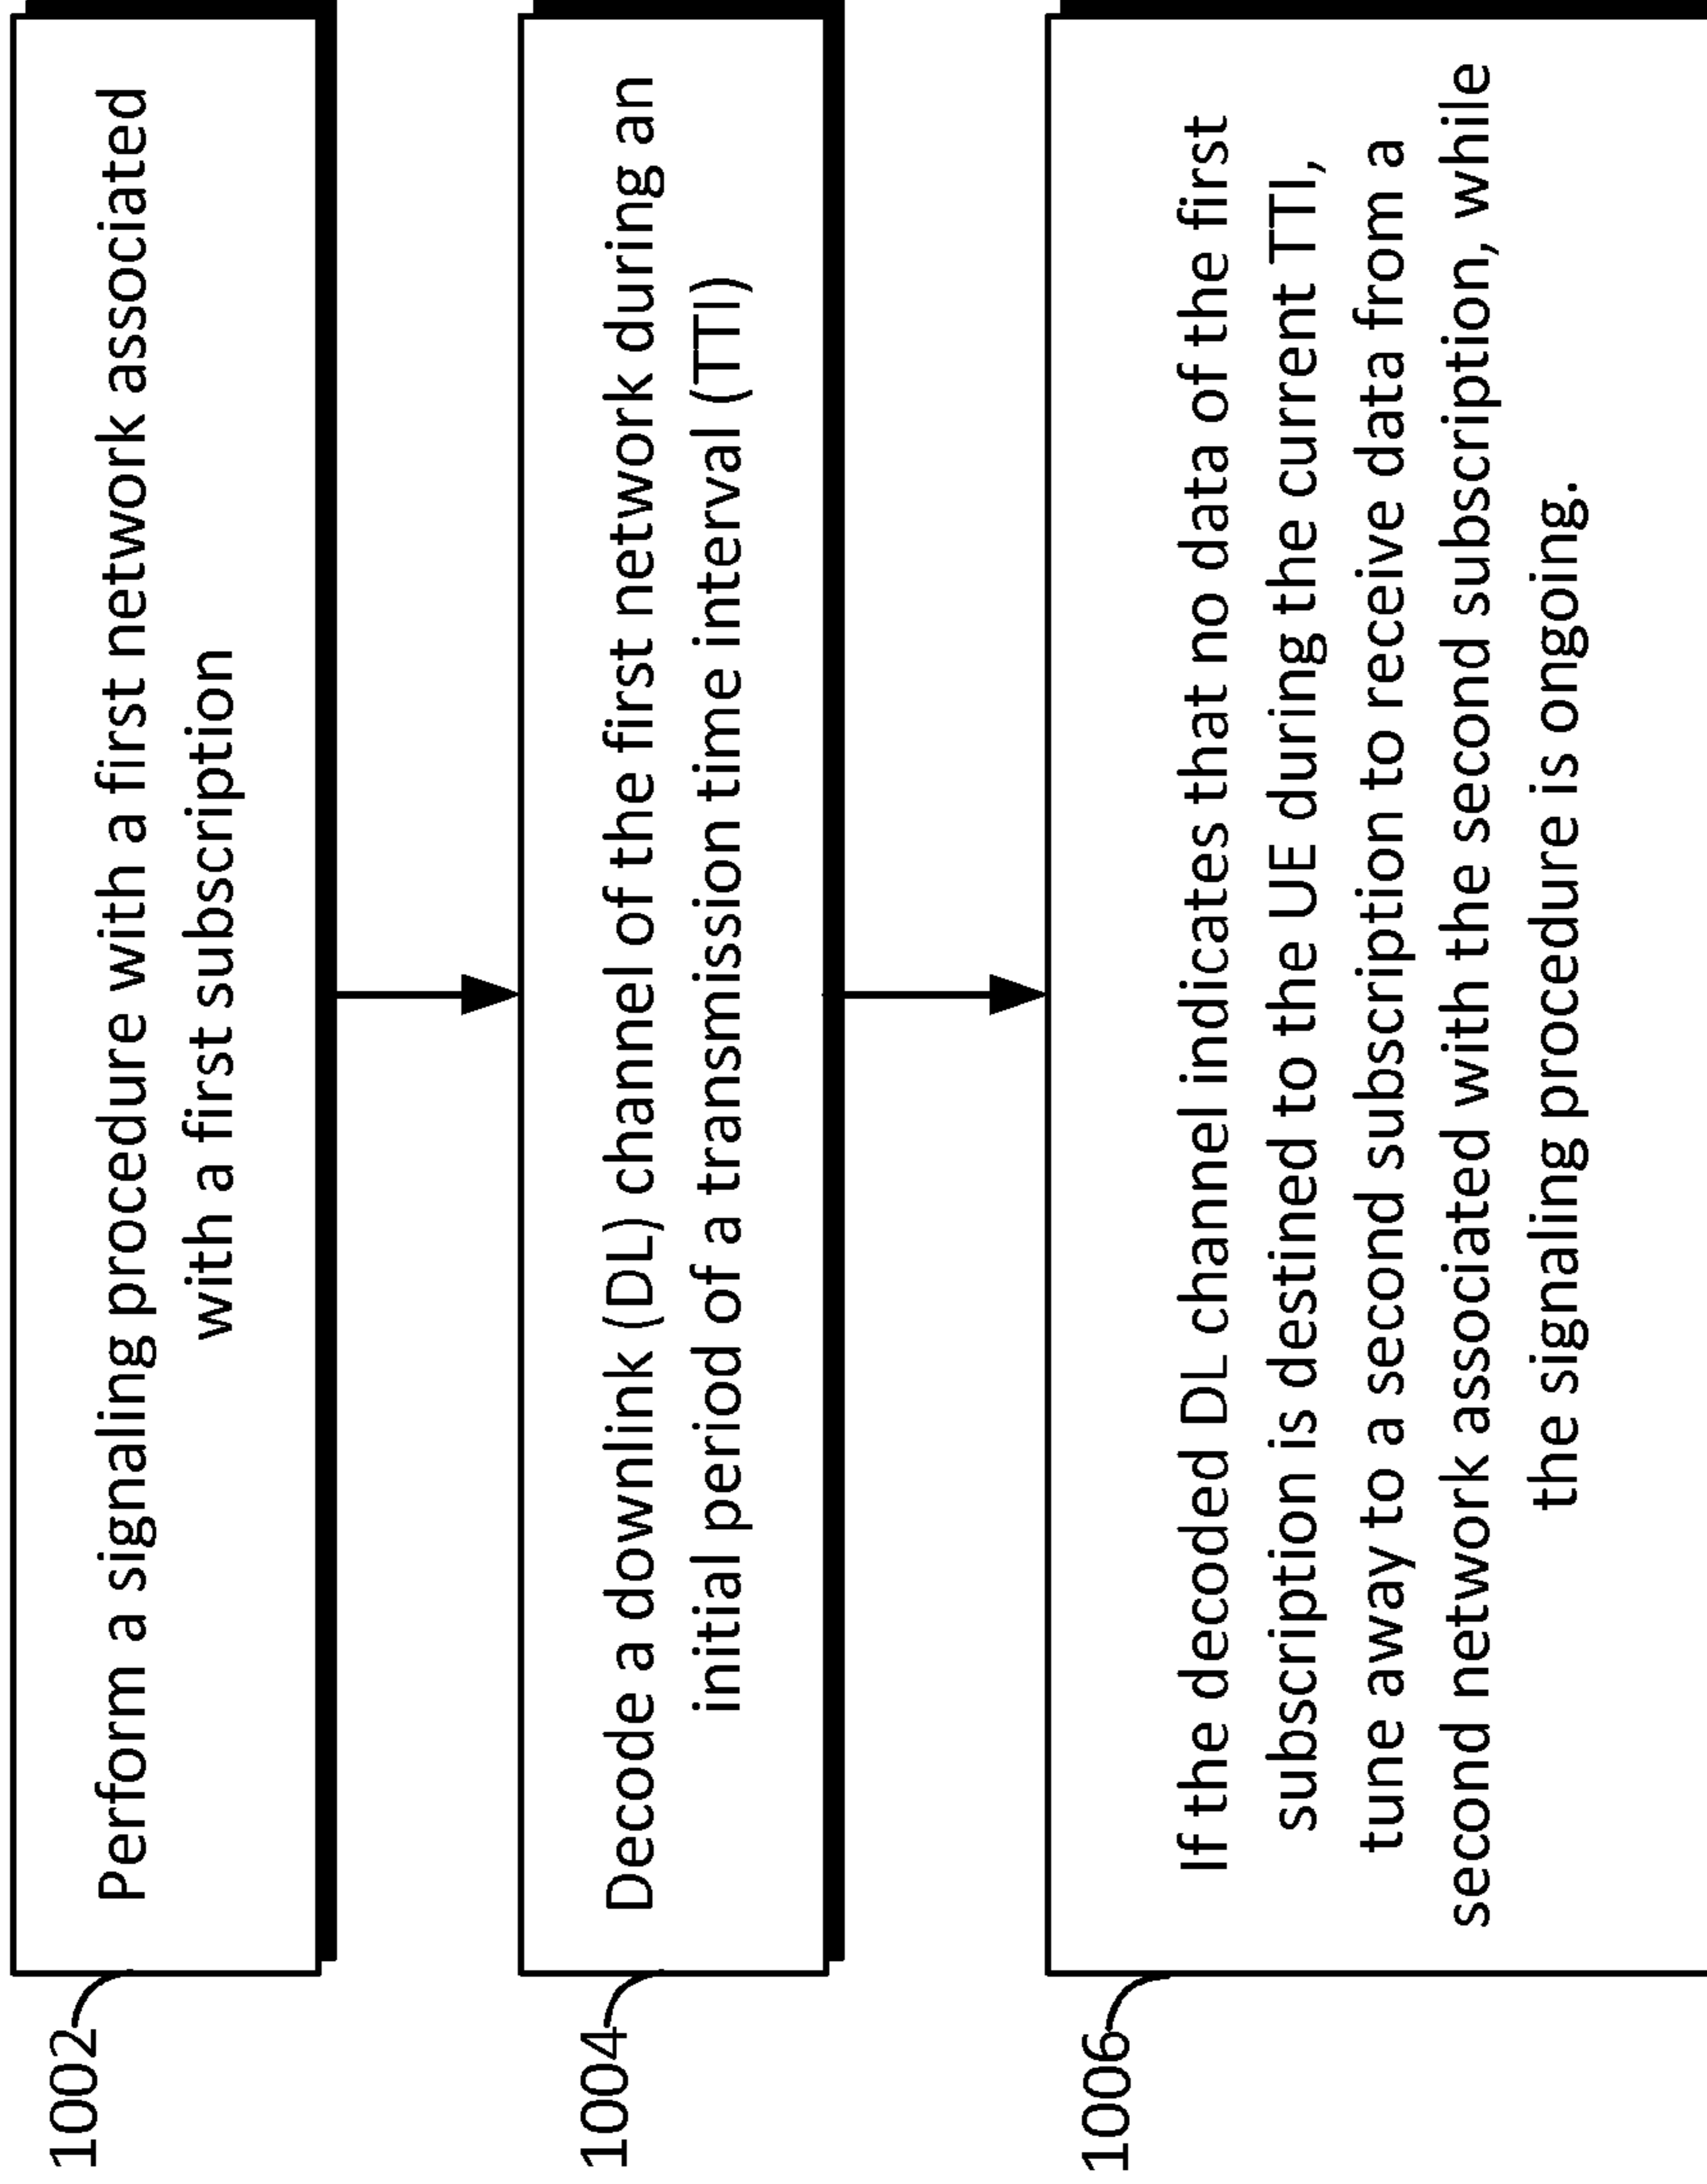 1002
Perform a signaling procedure with a first network associated
with a first subscription
1004
Decode a downlink (DL) channel of the first network during an
initial period of a transmission time interval (TTI)
1006
If the decoded DL channel indicates that no data of the first
subscription is destined to the UE during the current TTI,
tune away to a second subscription to receive data from a
second network associated with the second subscription, while
the signaling procedure is ongoing.